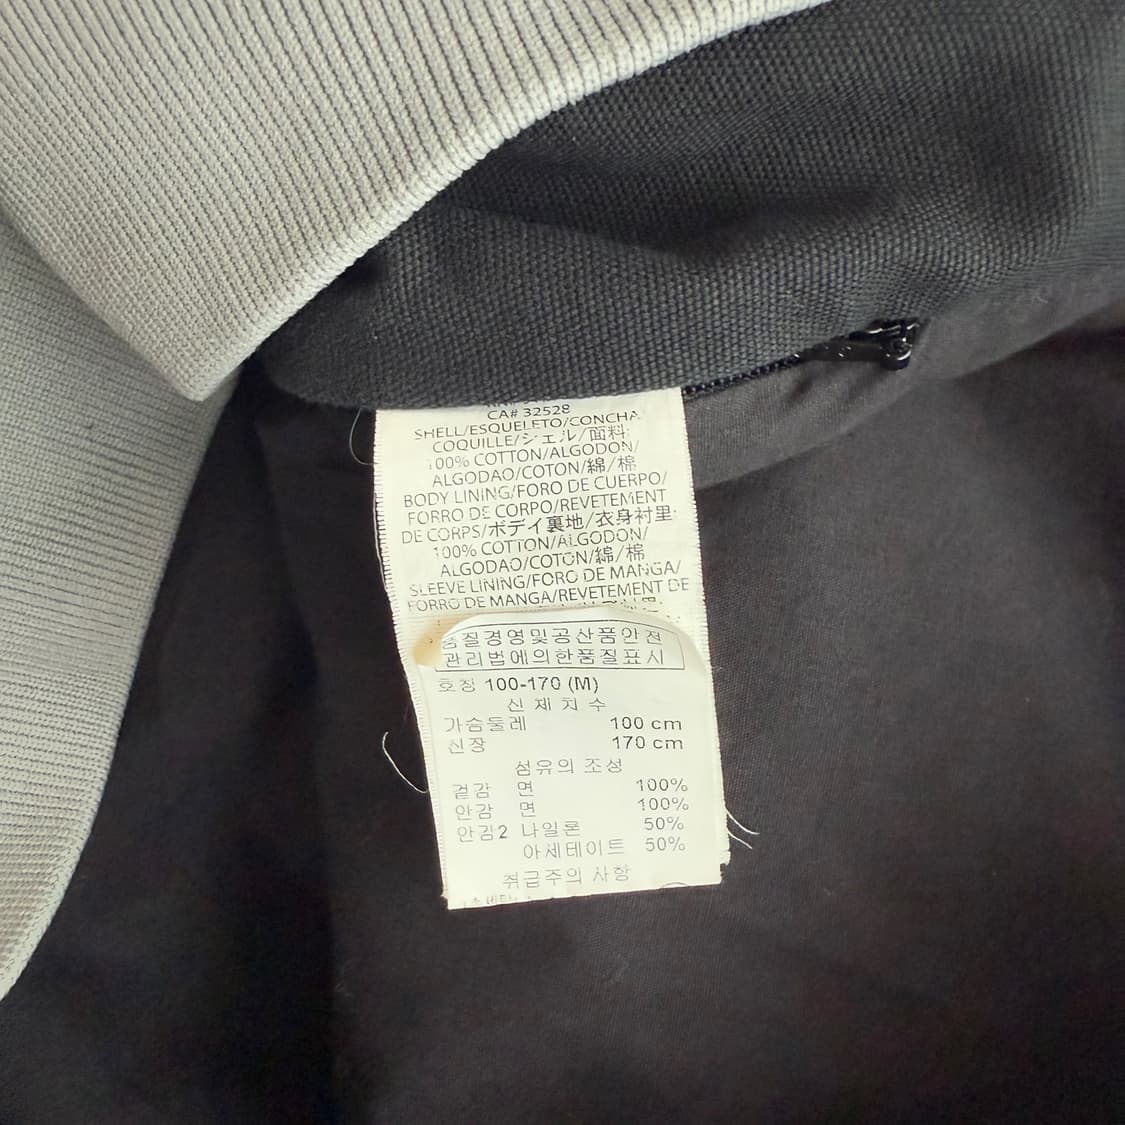 CA# 32528
SHELL/ESQUELETO/CONCHA
COQUILLE/シェル/面料
100% COTTON/ALGODON/
ALGODAO/COTON/綿/棉
BODY LINING/FORO DE CUERPO/
FORRO DE CORPO/REVETEMENT
DE CORPS/ボデイ裏地/衣身衬里
100% COTTON/ALGODON/
ALGODAO/COTON/綿/棉
SLEEVE LINING/FORO DE MANGA/
FORRO DE MANGA/REVETEMENT DE
품질경영및공산품안전
관리법에의한품질표시
호칭 100-170 (M)
신체치수
가슴둘레 100 cm
신장 170 cm
섬유의 조성
겉감 면 100%
안감 면 100%
안감2 나일론 50%
아세테이트 50%
취급주의 사항